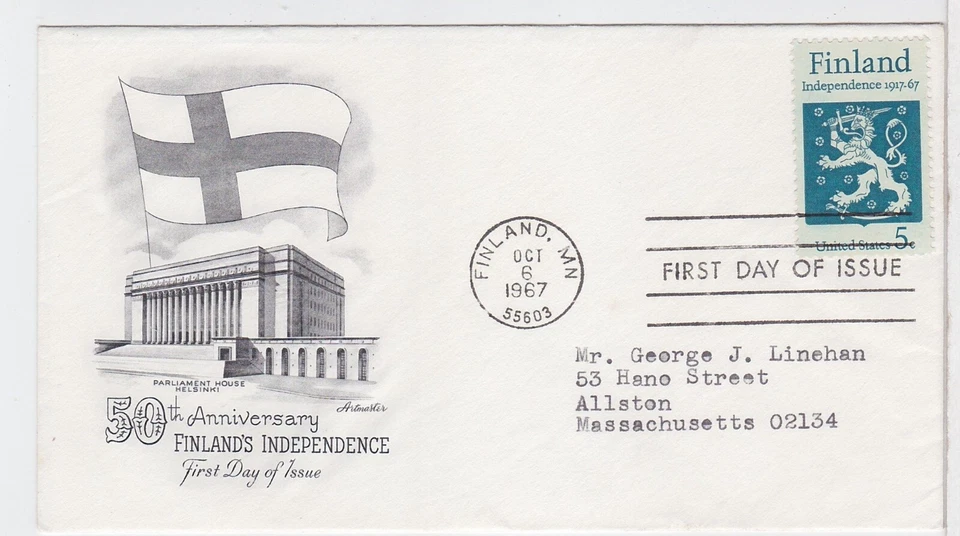 Finland
Independence 1917-67
United States 5c
FINLAND, MN
OCT
6
1967
55603
FIRST DAY OF ISSUE
Mr. George J. Linehan
53 Hano Street
Allston
Massachusetts 02134
PARLIAMENT HOUSE
HELSINKI
Artmaster
50th Anniversary
FINLAND'S INDEPENDENCE
First Day of Issue